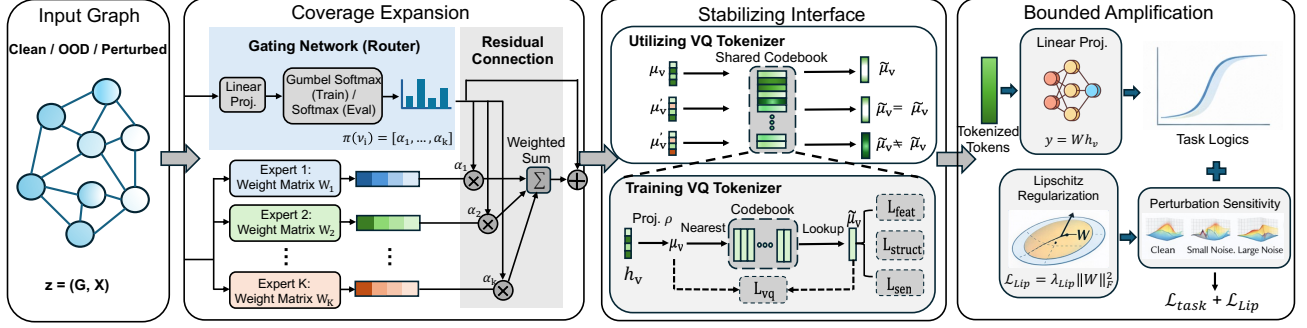 Input Graph
Clean / OOD / Perturbed
z = (G, X)
Coverage Expansion
Gating Network (Router)
Linear
Proj.
Gumbel Softmax
(Train) /
Softmax (Eval)
π(ν_i) = [α_1, ..., α_k]
Residual
Connection
Weighted
Sum
Expert 1:
Weight Matrix W_1
α_1
Σ
Expert 2:
Weight Matrix W_2
α_2
Expert K:
Weight Matrix W_K
α_k
Stabilizing Interface
Utilizing VQ Tokenizer
Shared Codebook
μ_v
μ̃_v
μ'_v
μ̃_v = μ̃_v
μ'_v
μ̃_v ≠ μ̃_v
Training VQ Tokenizer
Proj. ρ
Nearest
Codebook
Lookup
μ̃_v
μ_v
h_v
L_vq
L_feat
L_struct
L_sen
Bounded Amplification
Tokenized
Tokens
Linear Proj.
y = Wh_v
Task Logics
Lipschitz
Regularization
W
ℒ_Lip = λ_Lip ‖W‖²_F
Perturbation Sensitivity
Clean
Small Noise.
Large Noise
ℒ_task + ℒ_Lip